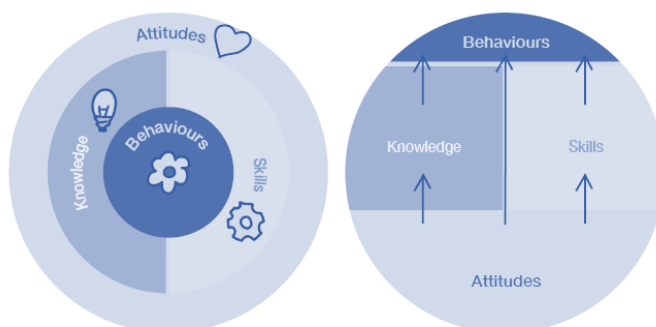 Attitudes
Behaviours
Knowledge
Skills
Behaviours
Knowledge
Skills
Attitudes